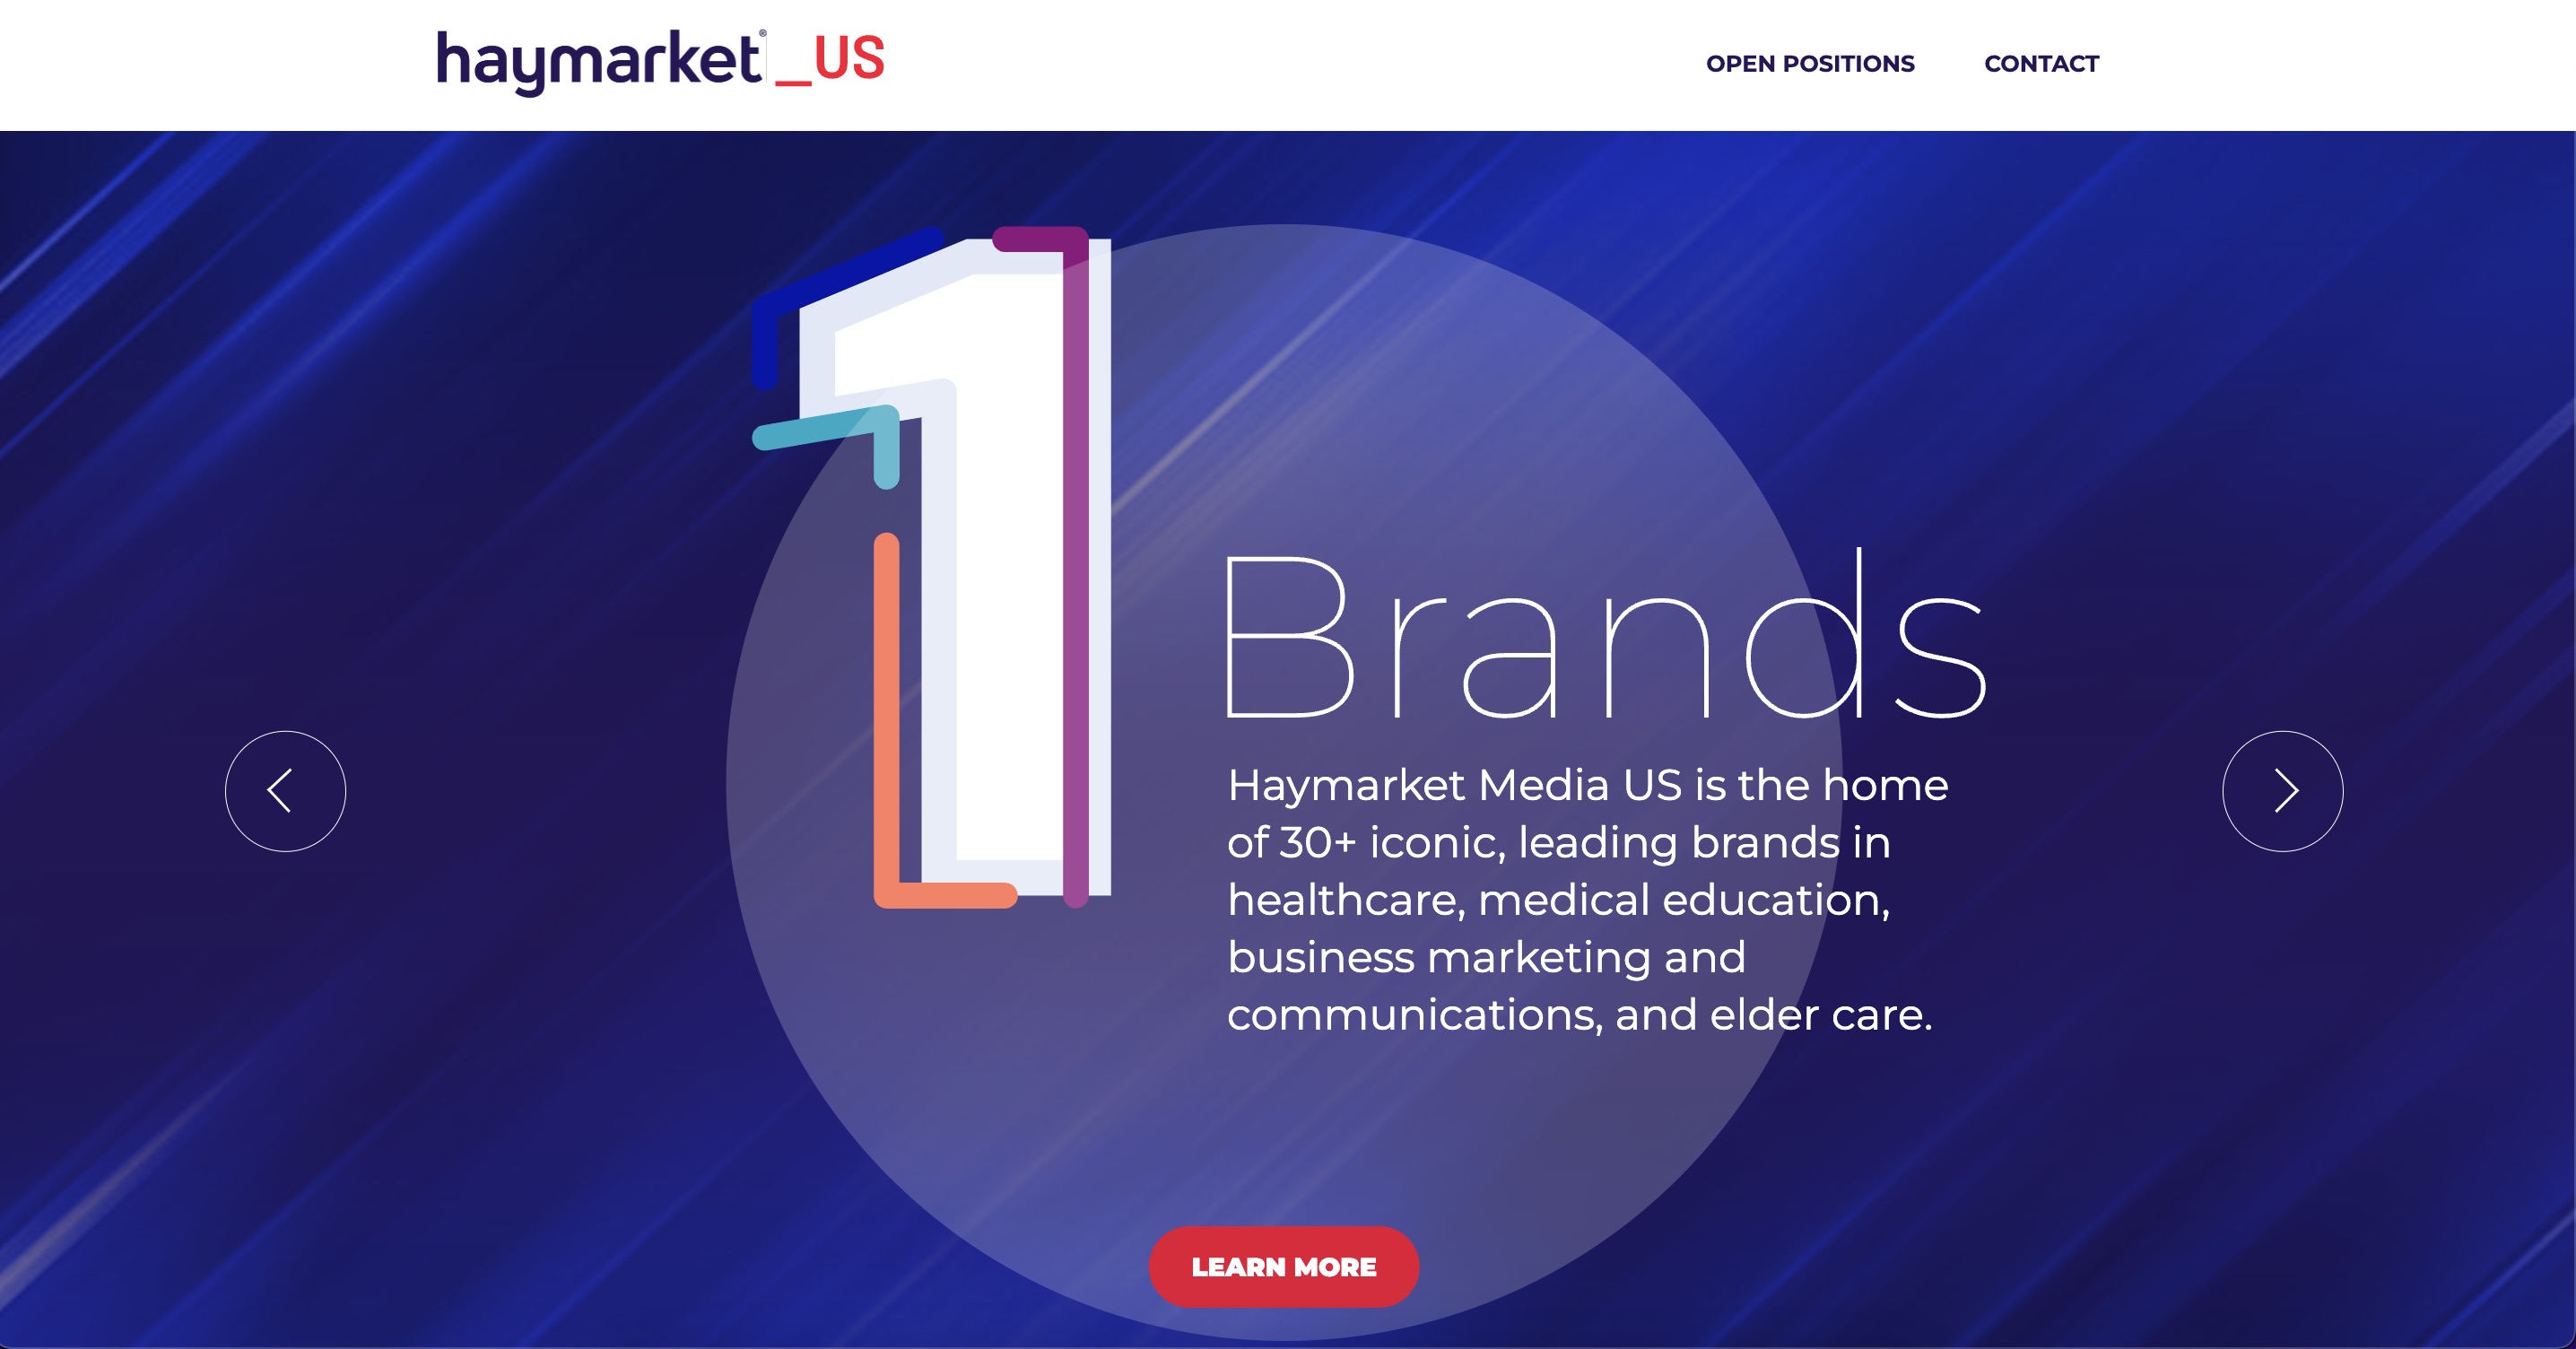 haymarket® _US
OPEN POSITIONS
CONTACT
1
Brands
Haymarket Media US is the home
of 30+ iconic, leading brands in
healthcare, medical education,
business marketing and
communications, and elder care.
LEARN MORE